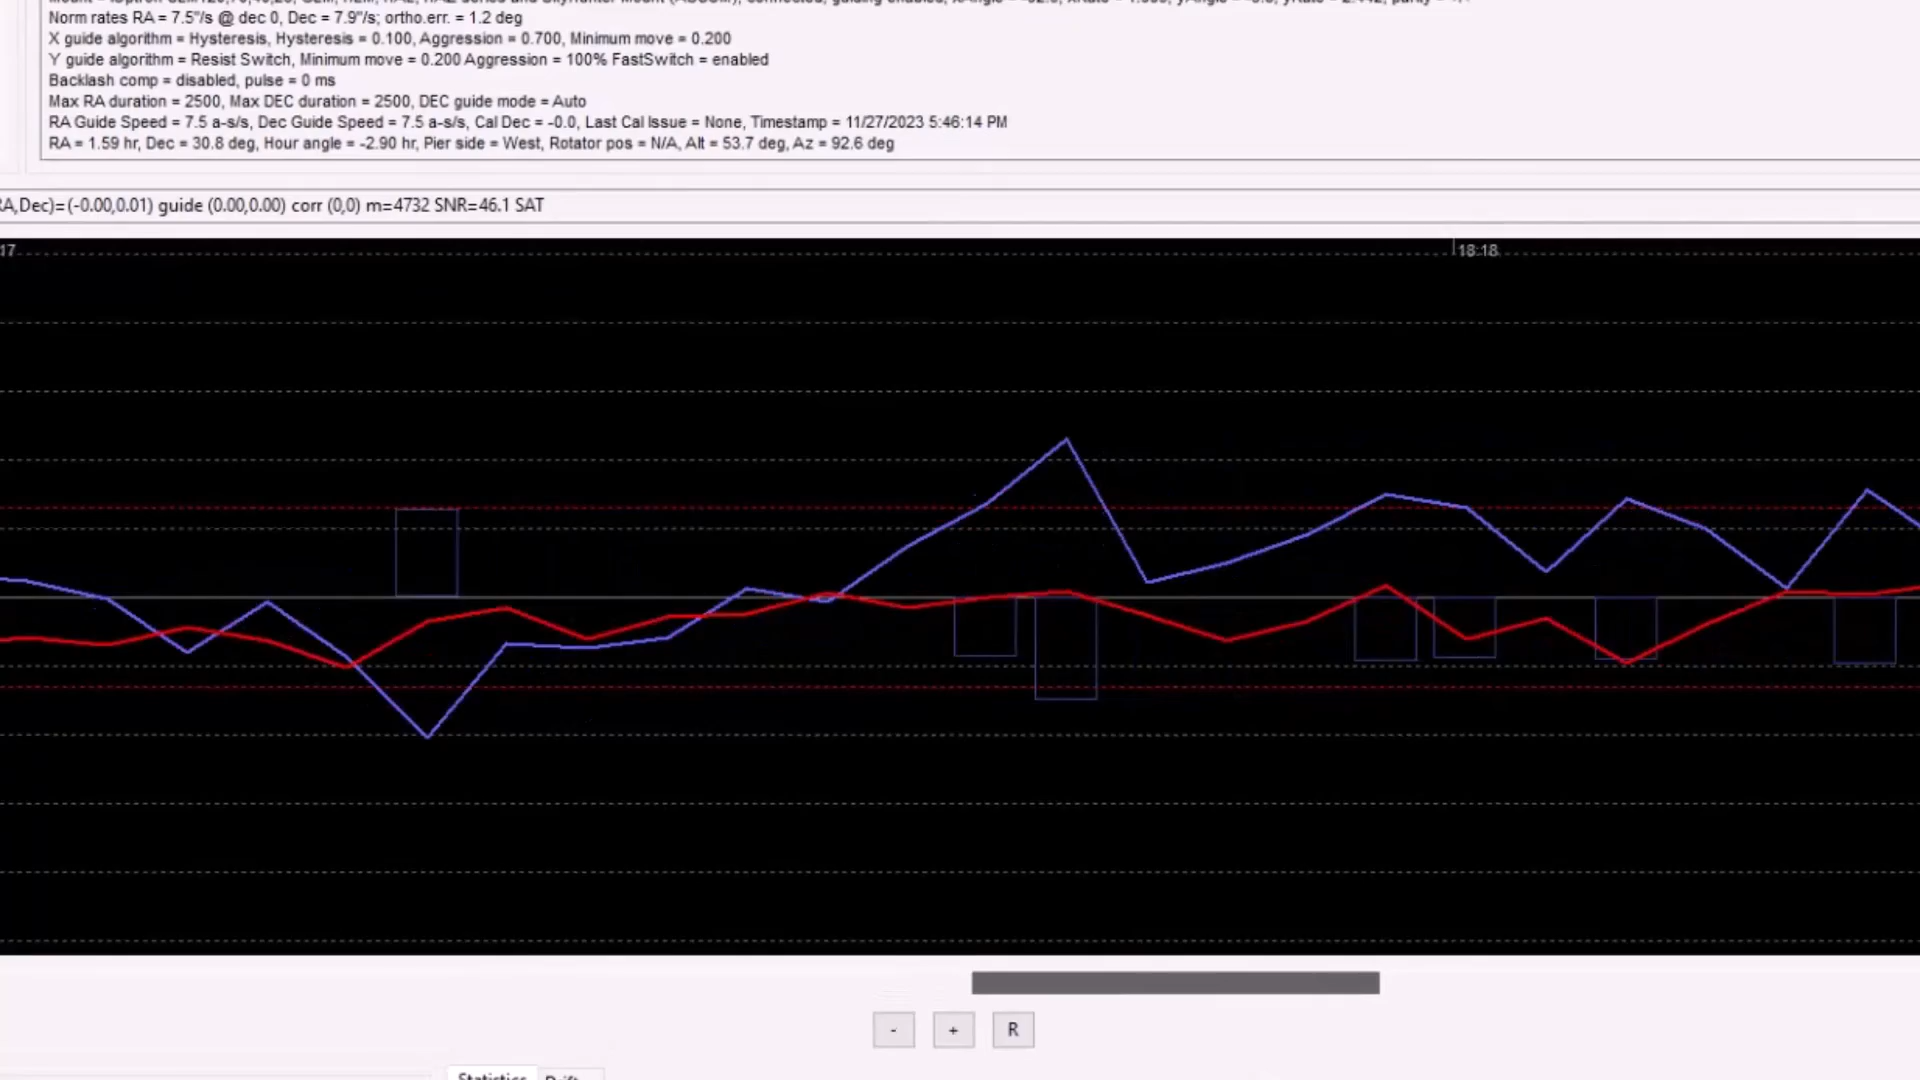 Norm rates RA = 7.5"/s @ dec 0, Dec = 7.9"/s; ortho.err. = 1.2 deg
X guide algorithm = Hysteresis, Hysteresis = 0.100, Aggression = 0.700, Minimum move = 0.200
Y guide algorithm = Resist Switch, Minimum move = 0.200 Aggression = 100% FastSwitch = enabled
Backlash comp = disabled, pulse = 0 ms
Max RA duration = 2500, Max DEC duration = 2500, DEC guide mode = Auto
RA Guide Speed = 7.5 a-s/s, Dec Guide Speed = 7.5 a-s/s, Cal Dec = -0.0, Last Cal Issue = None, Timestamp = 11/27/2023 5:46:14 PM
RA = 1.59 hr, Dec = 30.8 deg, Hour angle = -2.90 hr, Pier side = West, Rotator pos = N/A, Alt = 53.7 deg, Az = 92.6 deg
RA,Dec)=(-0.00,0.01) guide (0.00,0.00) corr (0,0) m=4732 SNR=46.1 SAT
17
18:18
- + R
Statistics